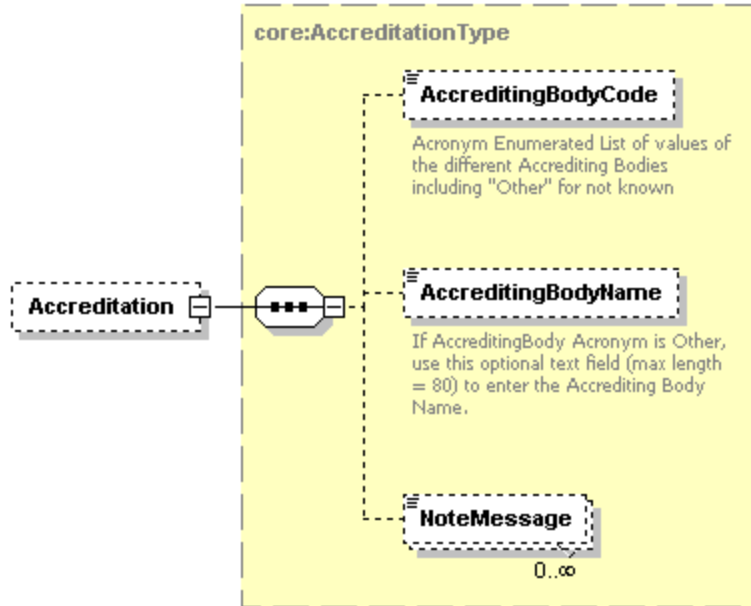 core:AccreditationType
AccreditingBodyCode
Acronym Enumerated List of values of
the different Accrediting Bodies
including "Other" for not known
Accreditation
AccreditingBodyName
If AccreditingBody Acronym is Other,
use this optional text field (max length
= 80) to enter the Accrediting Body
Name.
NoteMessage
0..∞